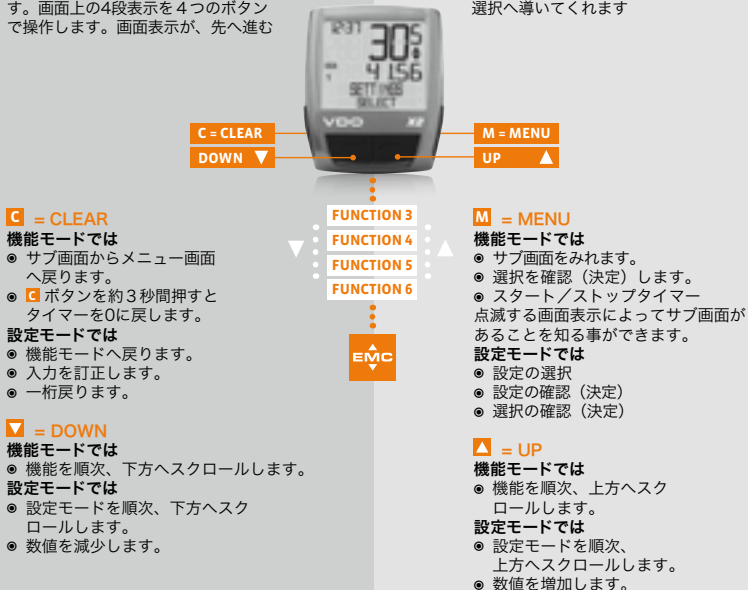 す。画面上の4段表示を４つのボタン
で操作します。画面表示が、先へ進む
選択へ導いてくれます
12:37
305
4156
SETTINGS
SELECT
VDO X2
C = CLEAR
DOWN ▼
M = MENU
UP ▲
FUNCTION 3
FUNCTION 4
FUNCTION 5
FUNCTION 6
EMC
C = CLEAR
機能モードでは
◉ サブ画面からメニュー画面
へ戻ります。
◉ C ボタンを約３秒間押すと
タイマーを0に戻します。
設定モードでは
◉ 機能モードへ戻ります。
◉ 入力を訂正します。
◉ 一桁戻ります。
▼ = DOWN
機能モードでは
◉ 機能を順次、下方へスクロールします。
設定モードでは
◉ 設定モードを順次、下方へスク
ロールします。
◉ 数値を減少します。
M = MENU
機能モードでは
◉ サブ画面をみれます。
◉ 選択を確認（決定）します。
◉ スタート／ストップタイマー
点滅する画面表示によってサブ画面が
あることを知る事ができます。
設定モードでは
◉ 設定の選択
◉ 設定の確認（決定）
◉ 選択の確認（決定）
▲ = UP
機能モードでは
◉ 機能を順次、上方へスク
ロールします。
設定モードでは
◉ 設定モードを順次、
上方へスクロールします。
◉ 数値を増加します。